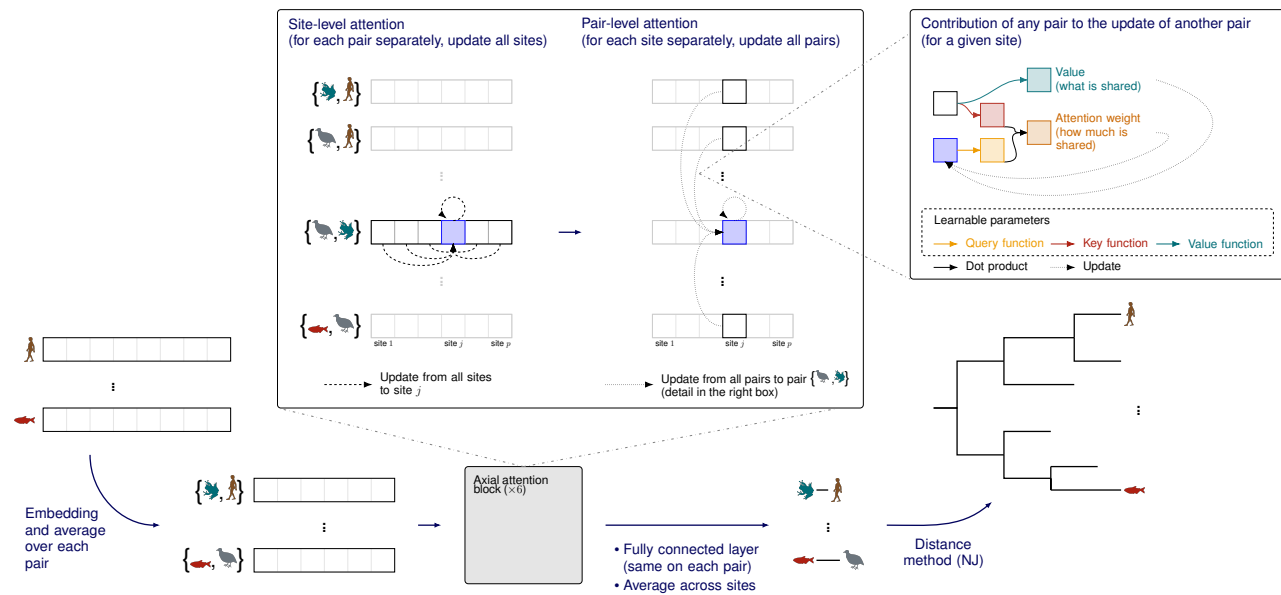 Site-level attention
(for each pair separately, update all sites)
Pair-level attention
(for each site separately, update all pairs)
{ , }
{ , }
{ , }
{ , }
site 1
site j
site p
site 1
site j
site p
Update from all sites
to site j
Update from all pairs to pair { , }
(detail in the right box)
Contribution of any pair to the update of another pair
(for a given site)
Value
(what is shared)
Attention weight
(how much is
shared)
Learnable parameters
Query function
Key function
Value function
Dot product
Update
Embedding
and average
over each
pair
{ , }
{ , }
Axial attention
block (×6)
• Fully connected layer
(same on each pair)
• Average across sites
Distance
method (NJ)